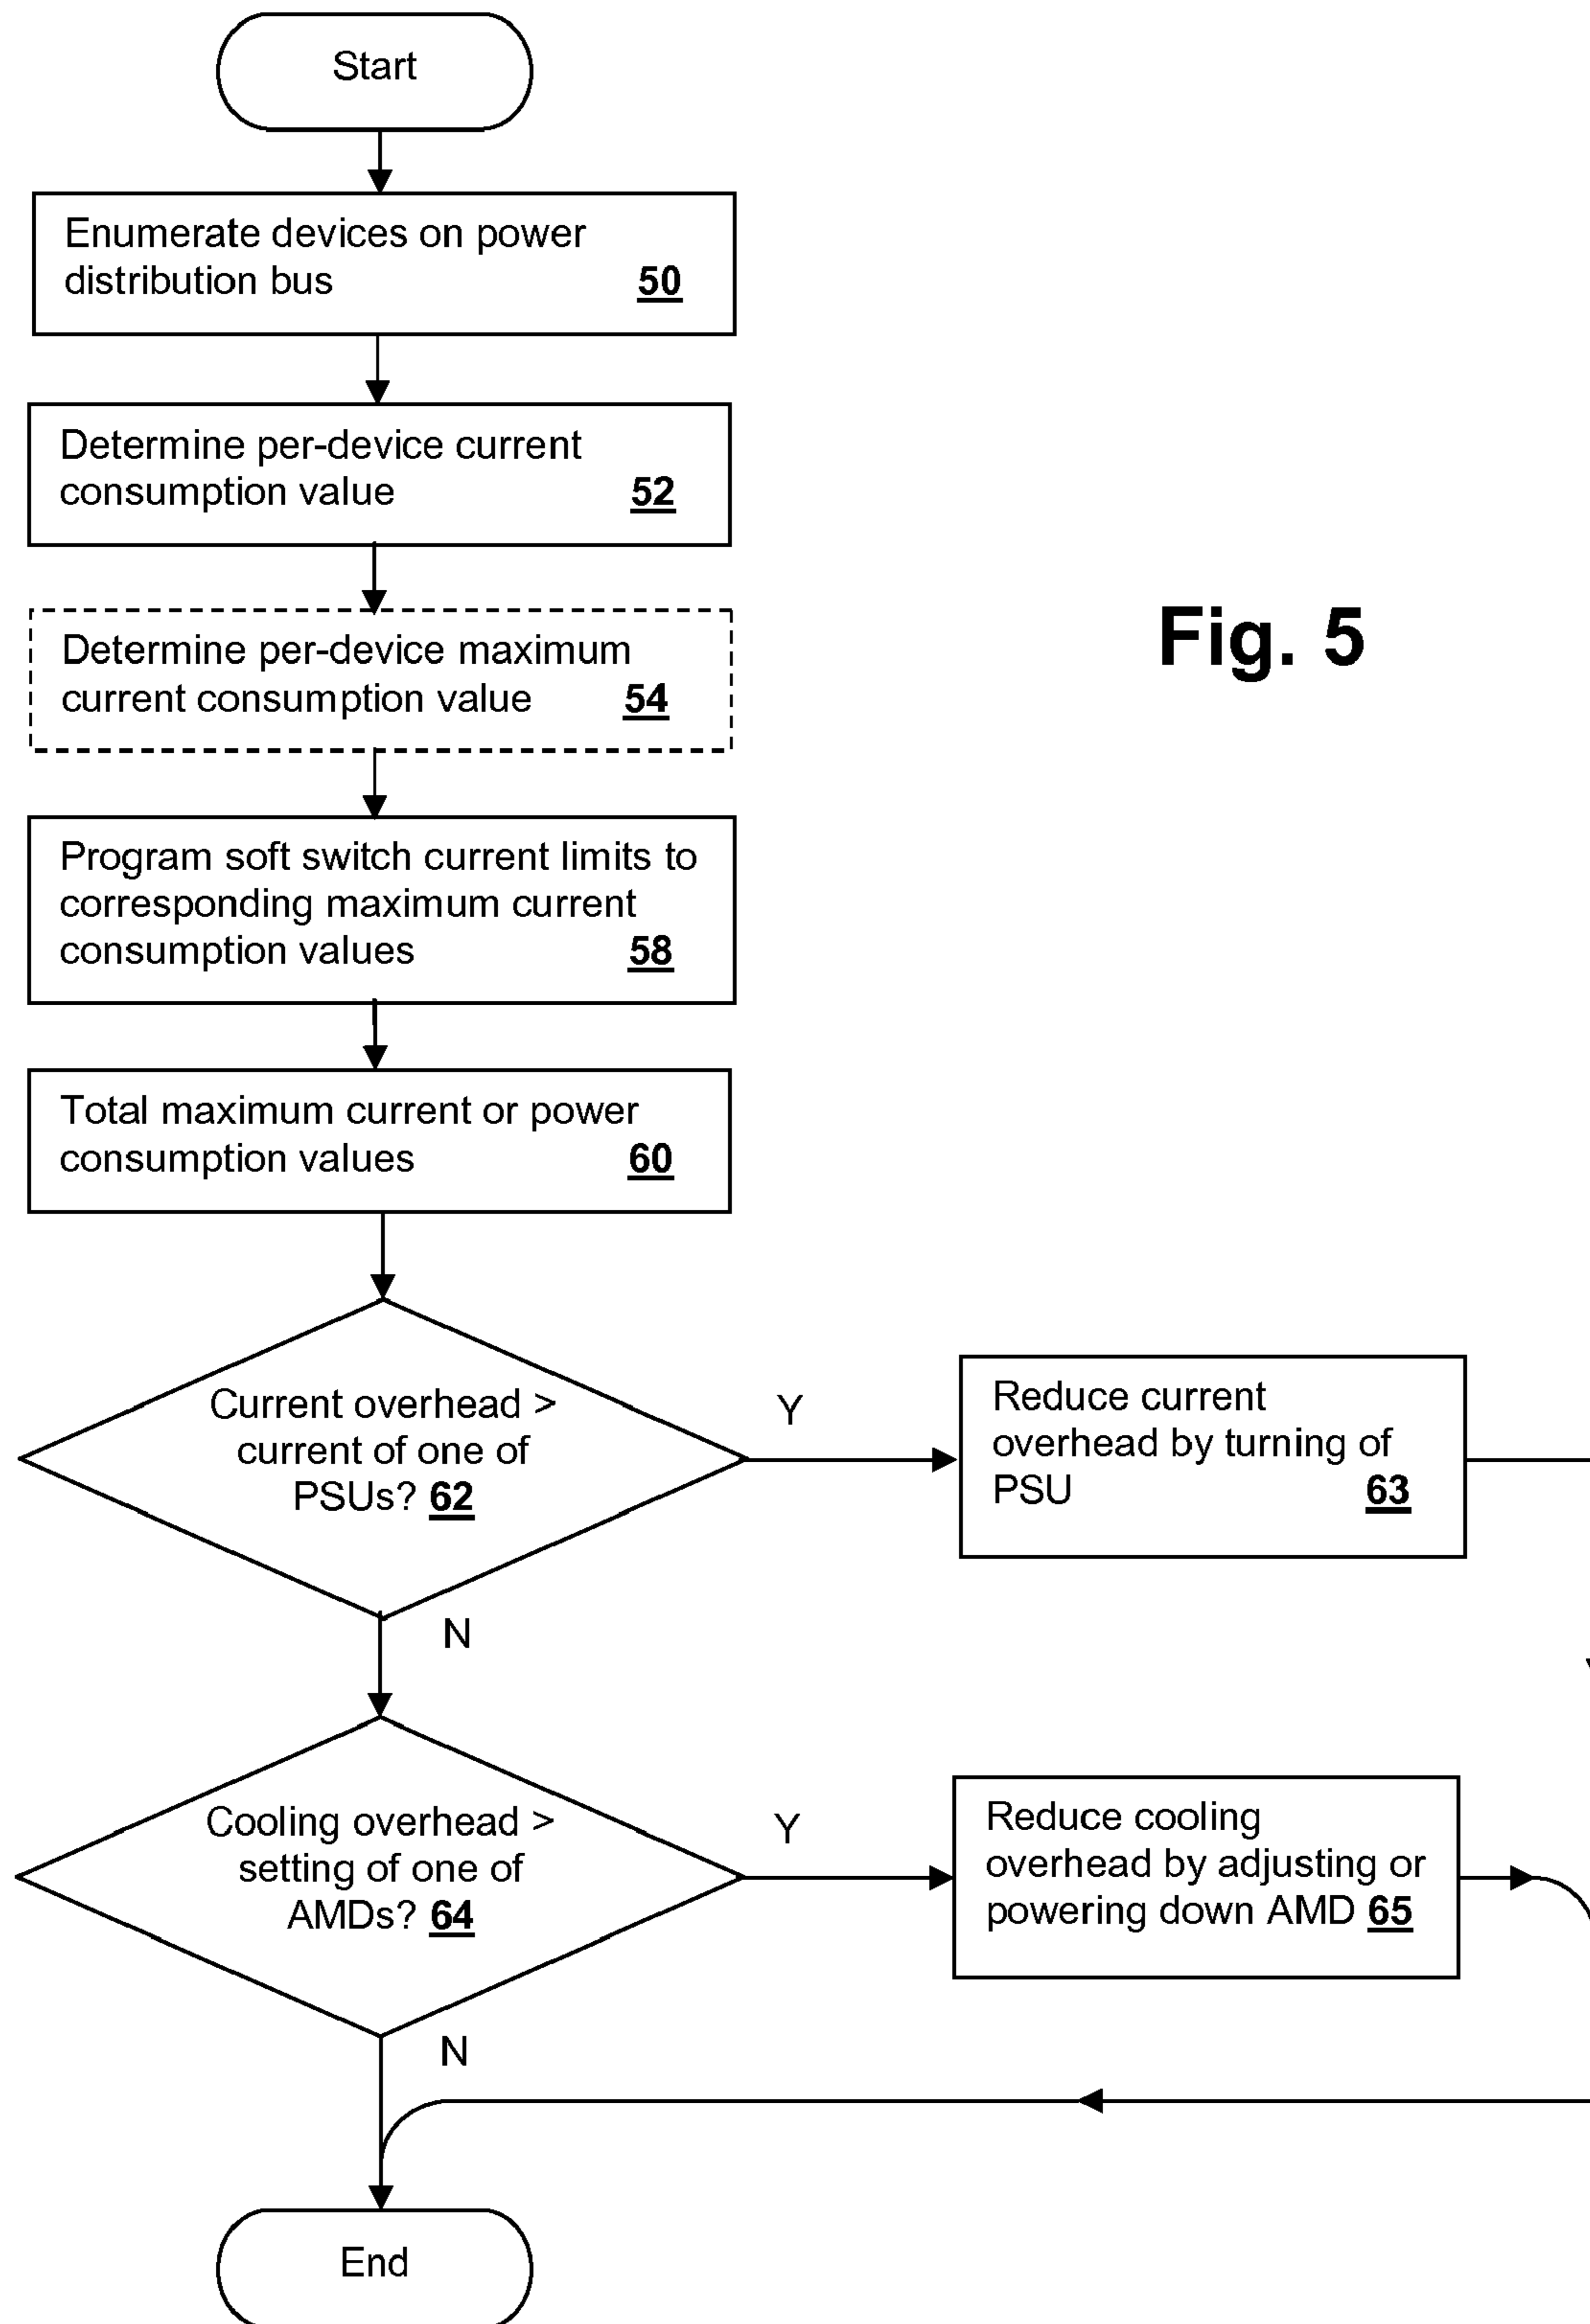 Start
Enumerate devices on power
distribution bus 50
Determine per-device current
consumption value 52
Determine per-device maximum
current consumption value 54
Fig. 5
Program soft switch current limits to
corresponding maximum current
consumption values 58
Total maximum current or power
consumption values 60
Current overhead >
current of one of
PSUs? 62
Y
Reduce current
overhead by turning of
PSU 63
N
Cooling overhead >
setting of one of
AMDs? 64
Y
Reduce cooling
overhead by adjusting or
powering down AMD 65
N
End